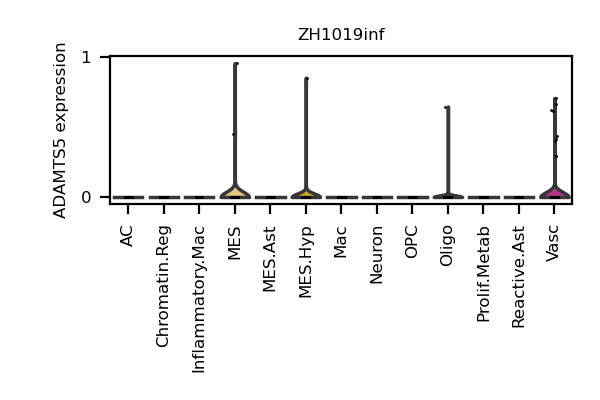 ZH1019inf
ADAMTS5 expression
1
0
AC
Chromatin.Reg
Inflammatory.Mac
MES
MES.Ast
MES.Hyp
Mac
Neuron
OPC
Oligo
Prolif.Metab
Reactive.Ast
Vasc